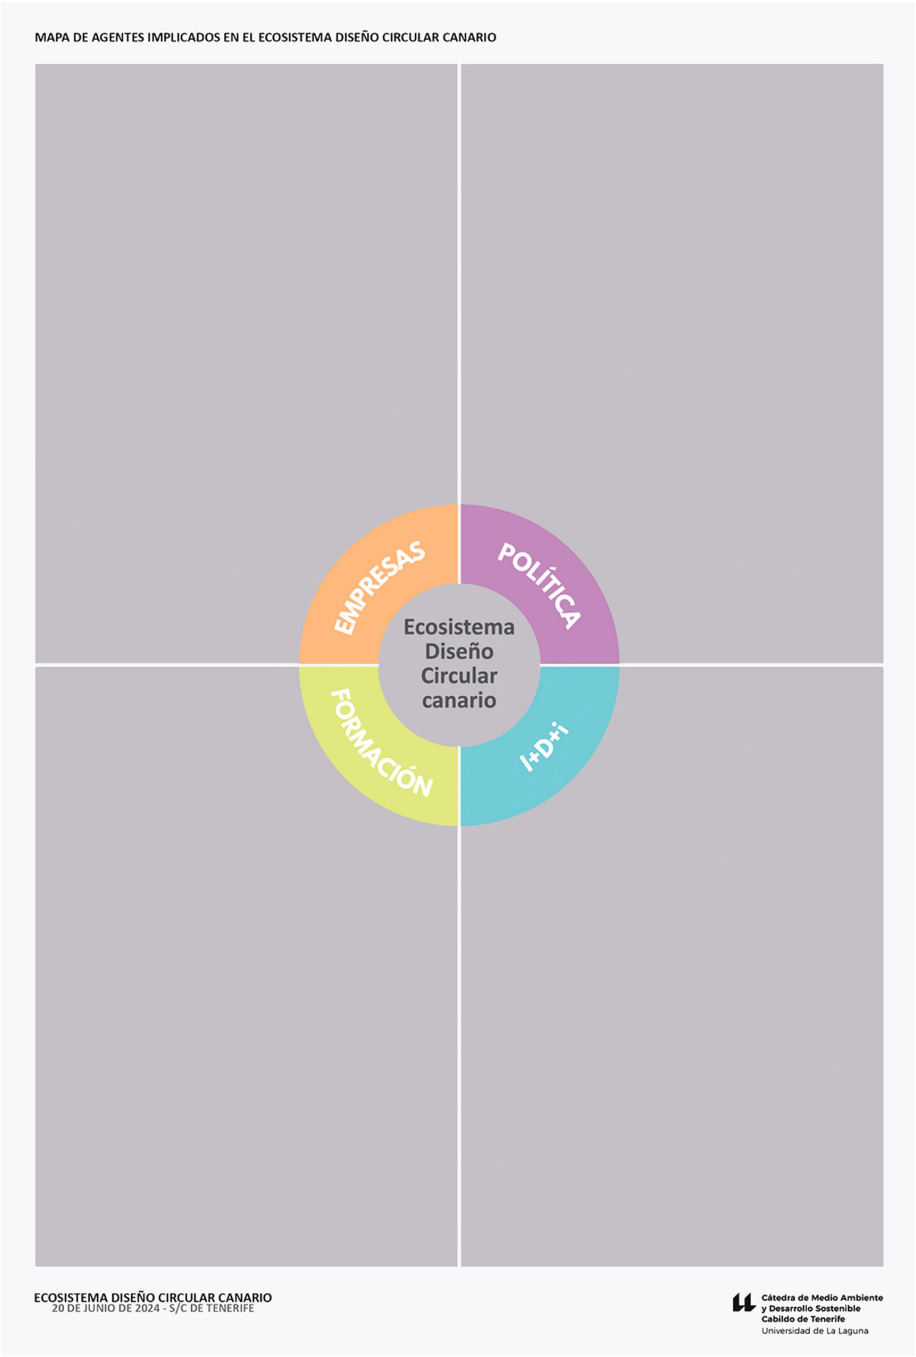 MAPA DE AGENTES IMPLICADOS EN EL ECOSISTEMA DISEÑO CIRCULAR CANARIO
EMPRESAS
POLÍTICA
Ecosistema
Diseño
Circular
canario
FORMACIÓN
I+D+i
ECOSISTEMA DISEÑO CIRCULAR CANARIO
20 DE JUNIO DE 2024 - S/C DE TENERIFE
Cátedra de Medio Ambiente
y Desarrollo Sostenible
Cabildo de Tenerife
Universidad de La Laguna